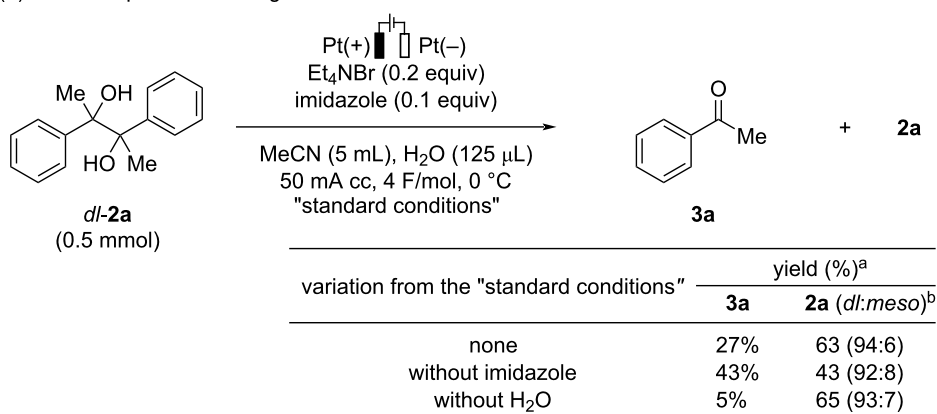 Pt(+) Pt(–)
Et4NBr (0.2 equiv)
imidazole (0.1 equiv)
MeCN (5 mL), H2O (125 μL)
50 mA cc, 4 F/mol, 0 °C
"standard conditions"
Me OH
HO Me
dl-2a
(0.5 mmol)
O
Me
3a
+ 2a
variation from the "standard conditions" yield (%)a
3a 2a (dl:meso)b
none 27% 63 (94:6)
without imidazole 43% 43 (92:8)
without H2O 5% 65 (93:7)